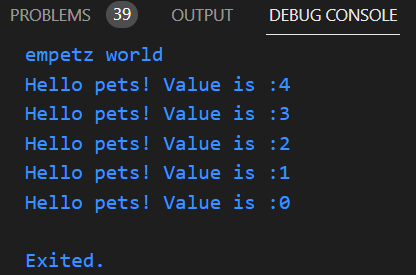 PROBLEMS 39 OUTPUT DEBUG CONSOLE
empetz world
Hello pets! Value is :4
Hello pets! Value is :3
Hello pets! Value is :2
Hello pets! Value is :1
Hello pets! Value is :0
Exited.